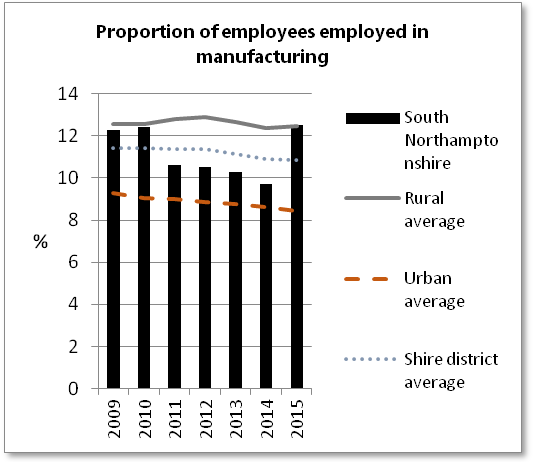 Proportion of employees employed in
manufacturing
14
12
10
8
6
4
2
0
%
2009
2010
2011
2012
2013
2014
2015
South
Northampto
nshire
Rural
average
Urban
average
Shire district
average